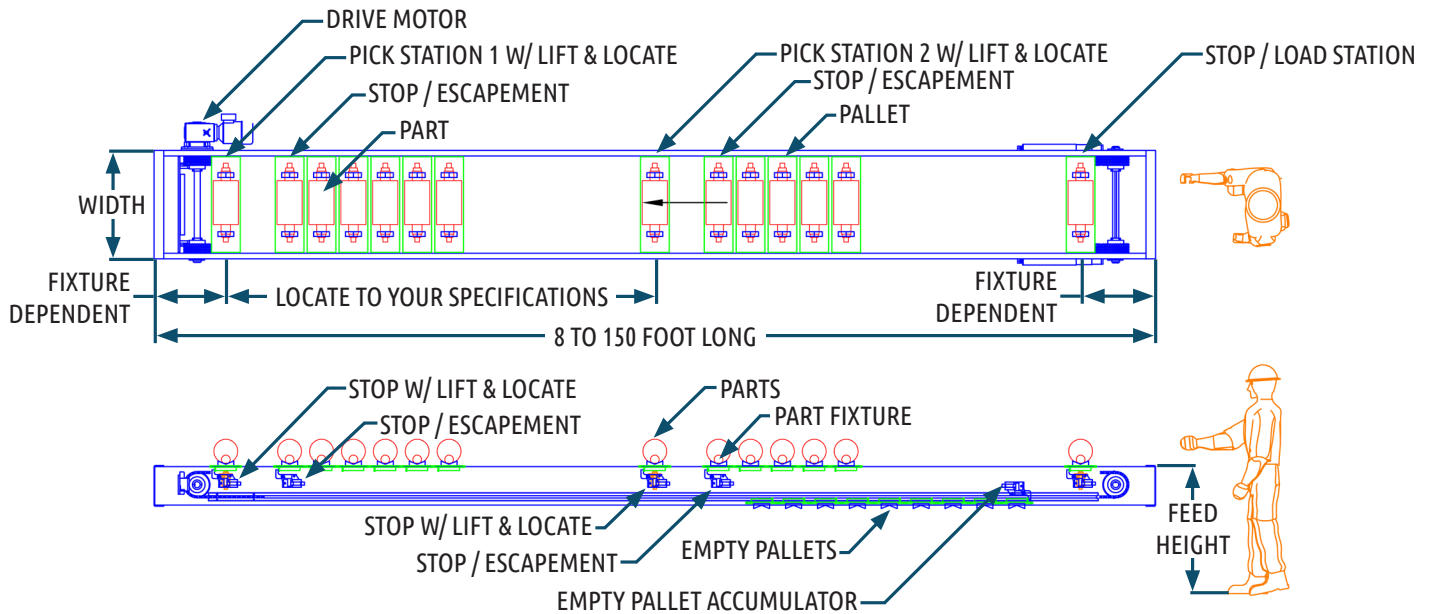 DRIVE MOTOR
PICK STATION 1 W/ LIFT & LOCATE
STOP / ESCAPEMENT
PART
PICK STATION 2 W/ LIFT & LOCATE
STOP / ESCAPEMENT
PALLET
STOP / LOAD STATION
WIDTH
FIXTURE
DEPENDENT
LOCATE TO YOUR SPECIFICATIONS
FIXTURE
DEPENDENT
8 TO 150 FOOT LONG
STOP W/ LIFT & LOCATE
STOP / ESCAPEMENT
PARTS
PART FIXTURE
STOP W/ LIFT & LOCATE
STOP / ESCAPEMENT
EMPTY PALLETS
EMPTY PALLET ACCUMULATOR
FEED
HEIGHT